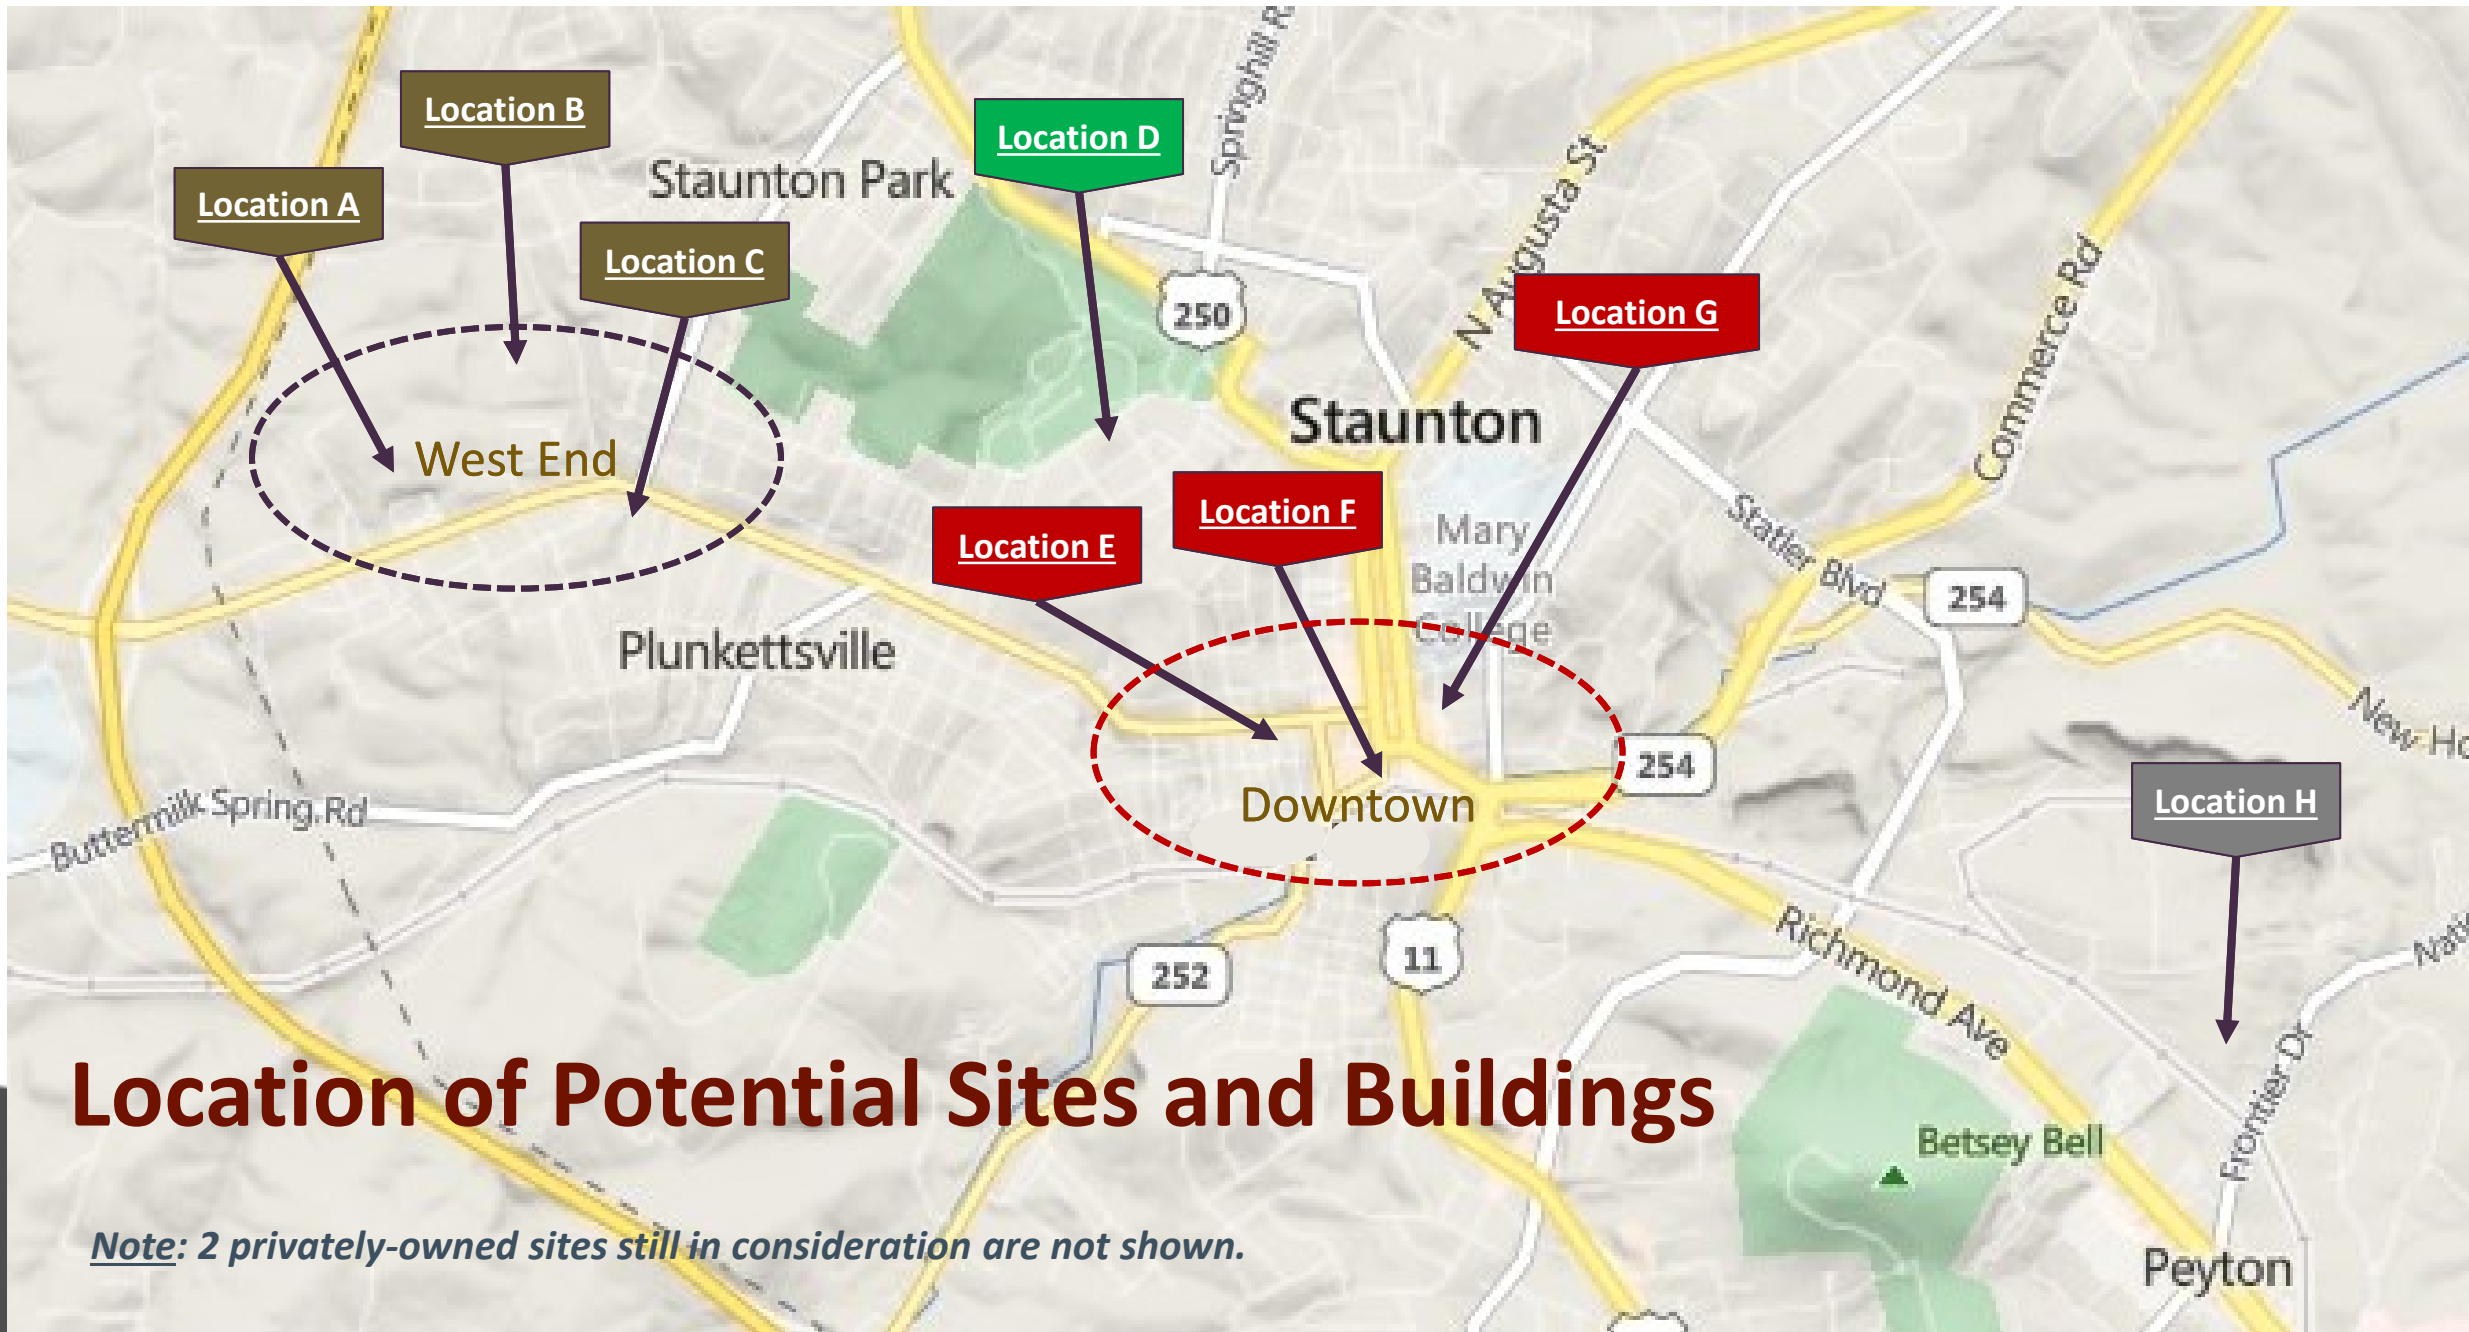 Springhill R
Location B
Location D
Staunton Park
Location A
N Augusta St
Location C
Commerce Rd
250
Location G
Staunton
West End
Location F
Mary
Baldwin
College
Location E
Statler Blvd
254
Plunkettsville
New Ho
254
Location H
Downtown
Buttermilk Spring Rd
Richmond Ave
Nati
11
252
Frontier Dr
Location of Potential Sites and Buildings
Betsey Bell
Note: 2 privately-owned sites still in consideration are not shown.
Peyton